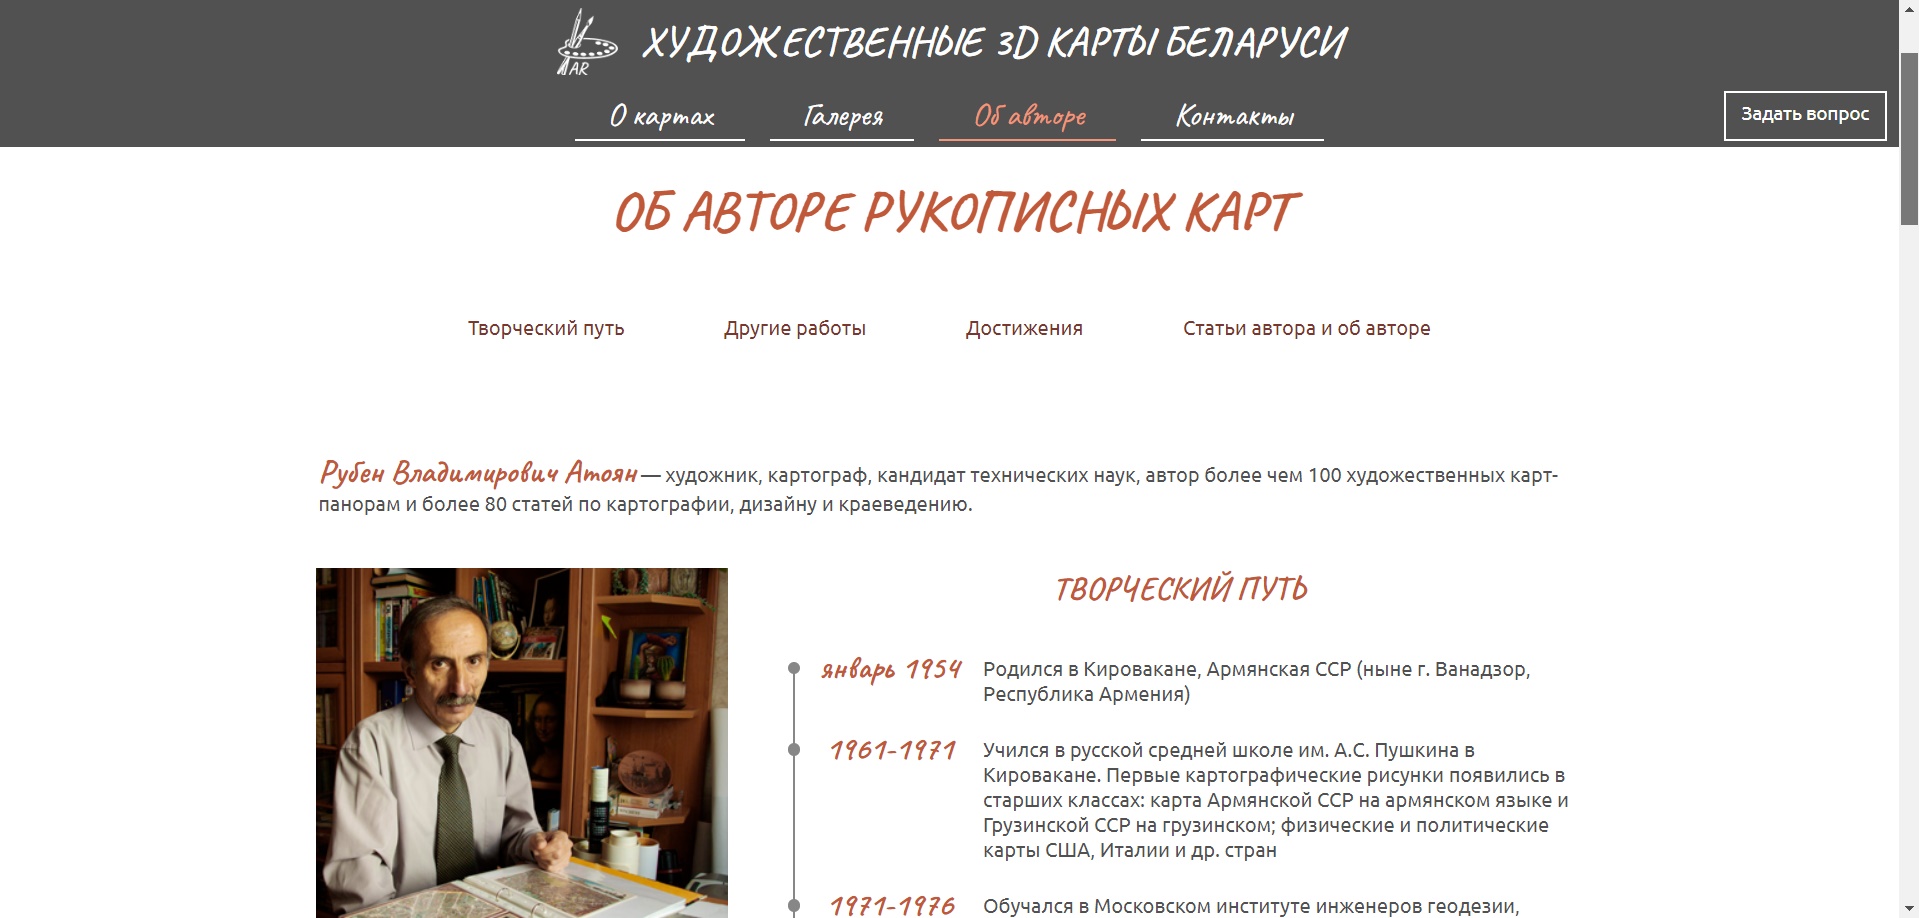 AR
ХУДОЖЕСТВЕННЫЕ 3D КАРТЫ БЕЛАРУСИ
О картах
Галерея
Об авторе
Контакты
Задать вопрос
ОБ АВТОРЕ РУКОПИСНЫХ КАРТ
Творческий путь
Другие работы
Достижения
Статьи автора и об авторе
Рубен Владимирович Атоян — художник, картограф, кандидат технических наук, автор более чем 100 художественных карт-
панорам и более 80 статей по картографии, дизайну и краеведению.
ТВОРЧЕСКИЙ ПУТЬ
январь 1954
Родился в Кировакане, Армянская ССР (ныне г. Ванадзор,
Республика Армения)
1961-1971
Учился в русской средней школе им. А.С. Пушкина в
Кировакане. Первые картографические рисунки появились в
старших классах: карта Армянской ССР на армянском языке и
Грузинской ССР на грузинском; физические и политические
карты США, Италии и др. стран
1971-1976
Обучался в Московском институте инженеров геодезии,